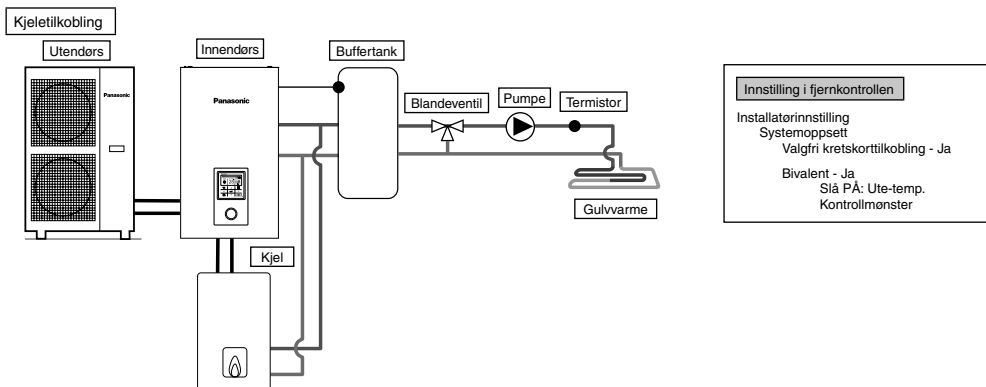 Kjeletilkobling
Utendørs
Innendørs
Buffertank
Panasonic
Panasonic
Blandeventil
Pumpe
Termistor
Gulvvarme
Kjel
Innstilling i fjernkontrollen
Installatørinnstilling
Systemoppsett
Valgfri kretskorttilkobling - Ja
Bivalent - Ja
Slå PÅ: Ute-temp.
Kontrollmønster